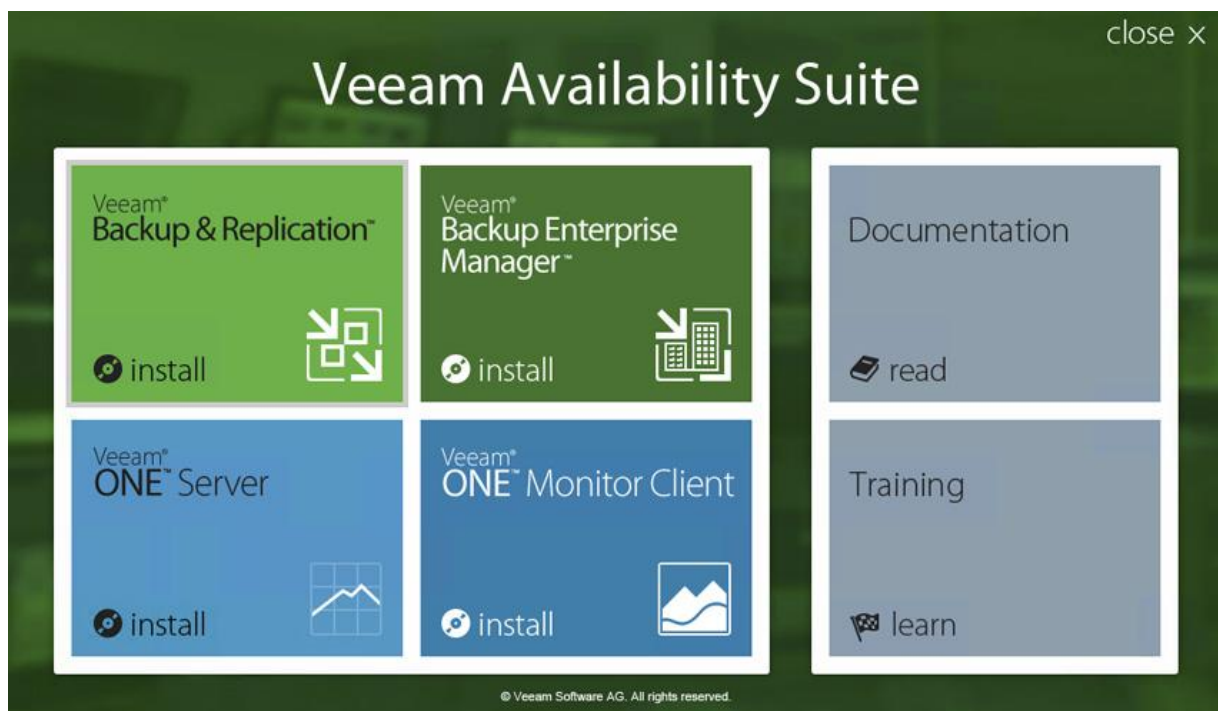 close ×
Veeam Availability Suite
Veeam®
Backup & Replication™
install
Veeam®
Backup Enterprise
Manager™
install
Veeam®
ONE™ Server
install
Veeam®
ONE™ Monitor Client
install
Documentation
read
Training
learn
© Veeam Software AG. All rights reserved.